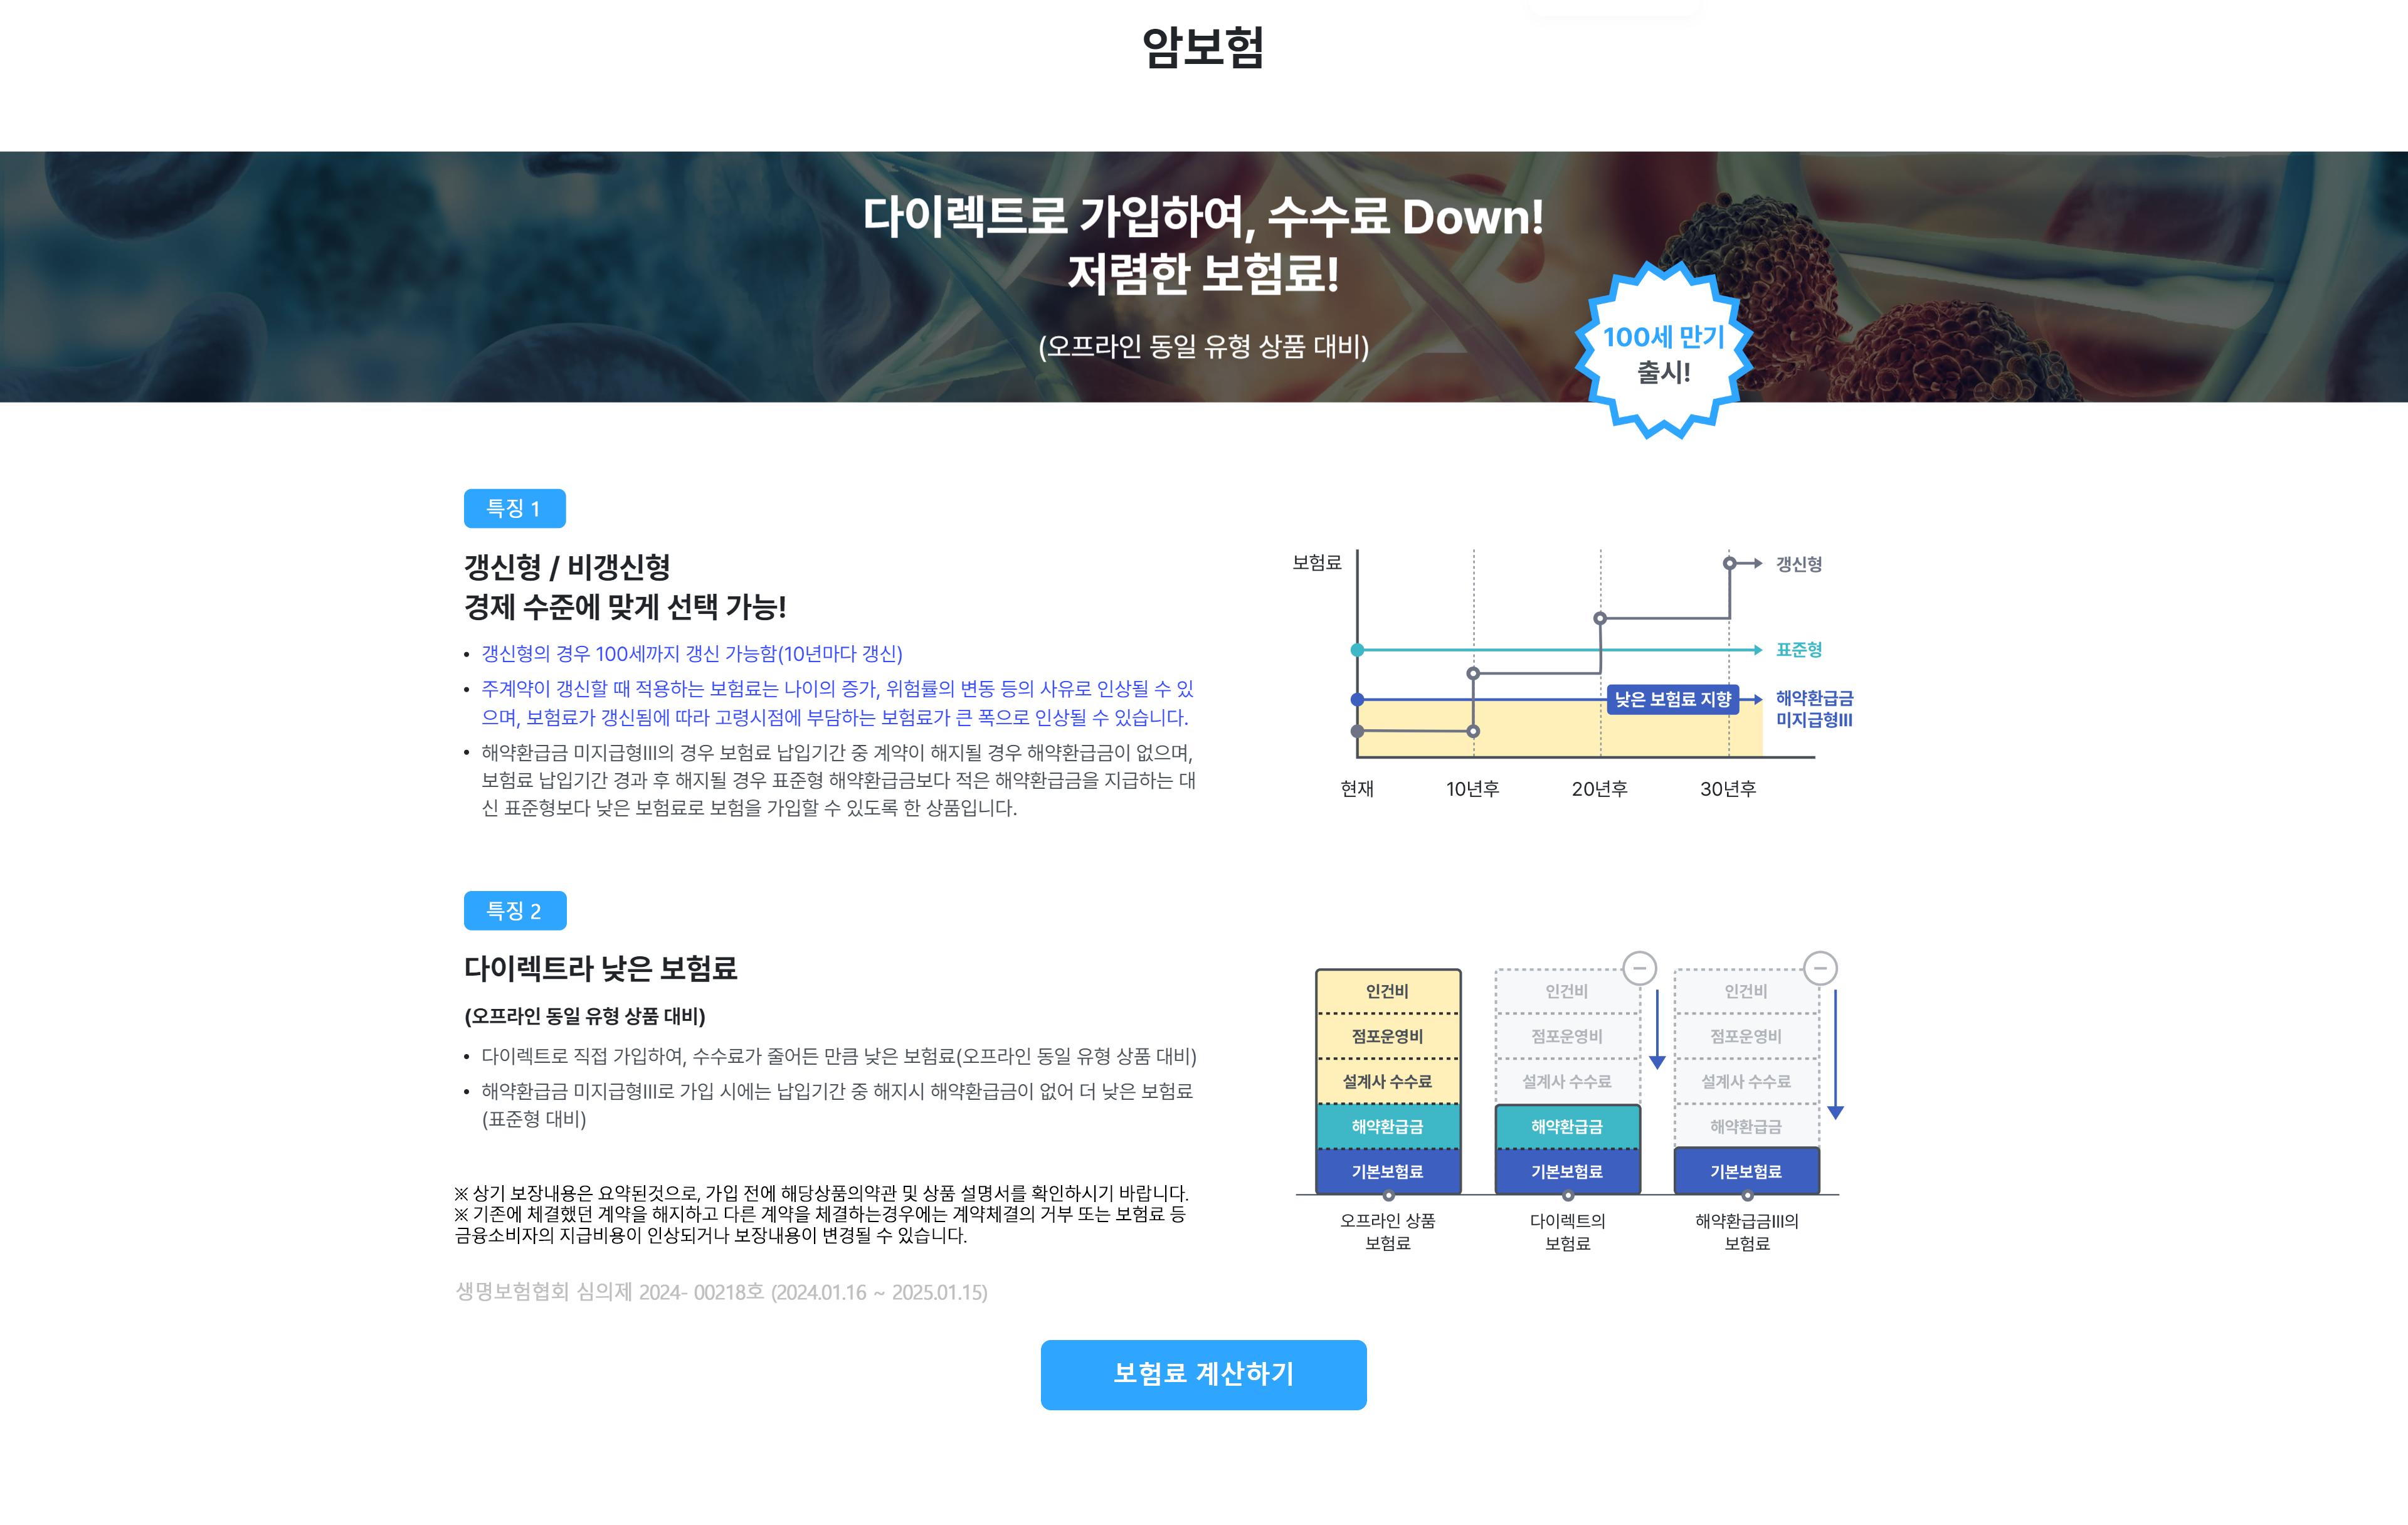 암보험
다이렉트로 가입하여, 수수료 Down!
저렴한 보험료!
(오프라인 동일 유형 상품 대비)
100세 만기
출시!
특징 1
갱신형 / 비갱신형
경제 수준에 맞게 선택 가능!
• 갱신형의 경우 100세까지 갱신 가능함(10년마다 갱신)
• 주계약이 갱신할 때 적용하는 보험료는 나이의 증가, 위험률의 변동 등의 사유로 인상될 수 있
으며, 보험료가 갱신됨에 따라 고령시점에 부담하는 보험료가 큰 폭으로 인상될 수 있습니다.
• 해약환급금 미지급형III의 경우 보험료 납입기간 중 계약이 해지될 경우 해약환급금이 없으며,
보험료 납입기간 경과 후 해지될 경우 표준형 해약환급금보다 적은 해약환급금을 지급하는 대
신 표준형보다 낮은 보험료로 보험을 가입할 수 있도록 한 상품입니다.
보험료
갱신형
표준형
낮은 보험료 지향
해약환급금
미지급형III
현재
10년후
20년후
30년후
특징 2
다이렉트라 낮은 보험료
(오프라인 동일 유형 상품 대비)
• 다이렉트로 직접 가입하여, 수수료가 줄어든 만큼 낮은 보험료(오프라인 동일 유형 상품 대비)
• 해약환급금 미지급형III로 가입 시에는 납입기간 중 해지시 해약환급금이 없어 더 낮은 보험료
(표준형 대비)
※ 상기 보장내용은 요약된것으로, 가입 전에 해당상품의약관 및 상품 설명서를 확인하시기 바랍니다.
※ 기존에 체결했던 계약을 해지하고 다른 계약을 체결하는경우에는 계약체결의 거부 또는 보험료 등
금융소비자의 지급비용이 인상되거나 보장내용이 변경될 수 있습니다.
생명보험협회 심의제 2024- 00218호 (2024.01.16 ~ 2025.01.15)
인건비
점포운영비
설계사 수수료
해약환급금
기본보험료
오프라인 상품
보험료
인건비
점포운영비
설계사 수수료
해약환급금
기본보험료
다이렉트의
보험료
인건비
점포운영비
설계사 수수료
해약환급금
기본보험료
해약환급금III의
보험료
보험료 계산하기